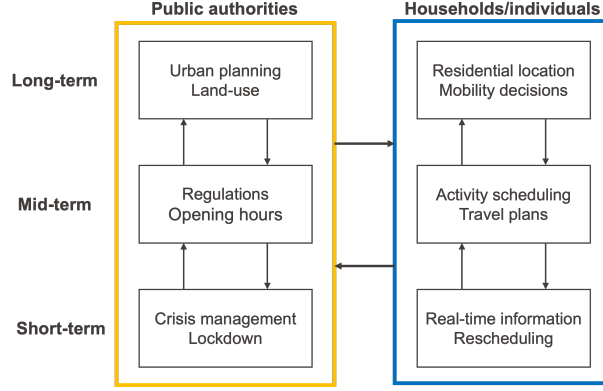 Public authorities
Households/individuals
Long-term
Urban planning
Land-use
Residential location
Mobility decisions
Mid-term
Regulations
Opening hours
Activity scheduling
Travel plans
Short-term
Crisis management
Lockdown
Real-time information
Rescheduling